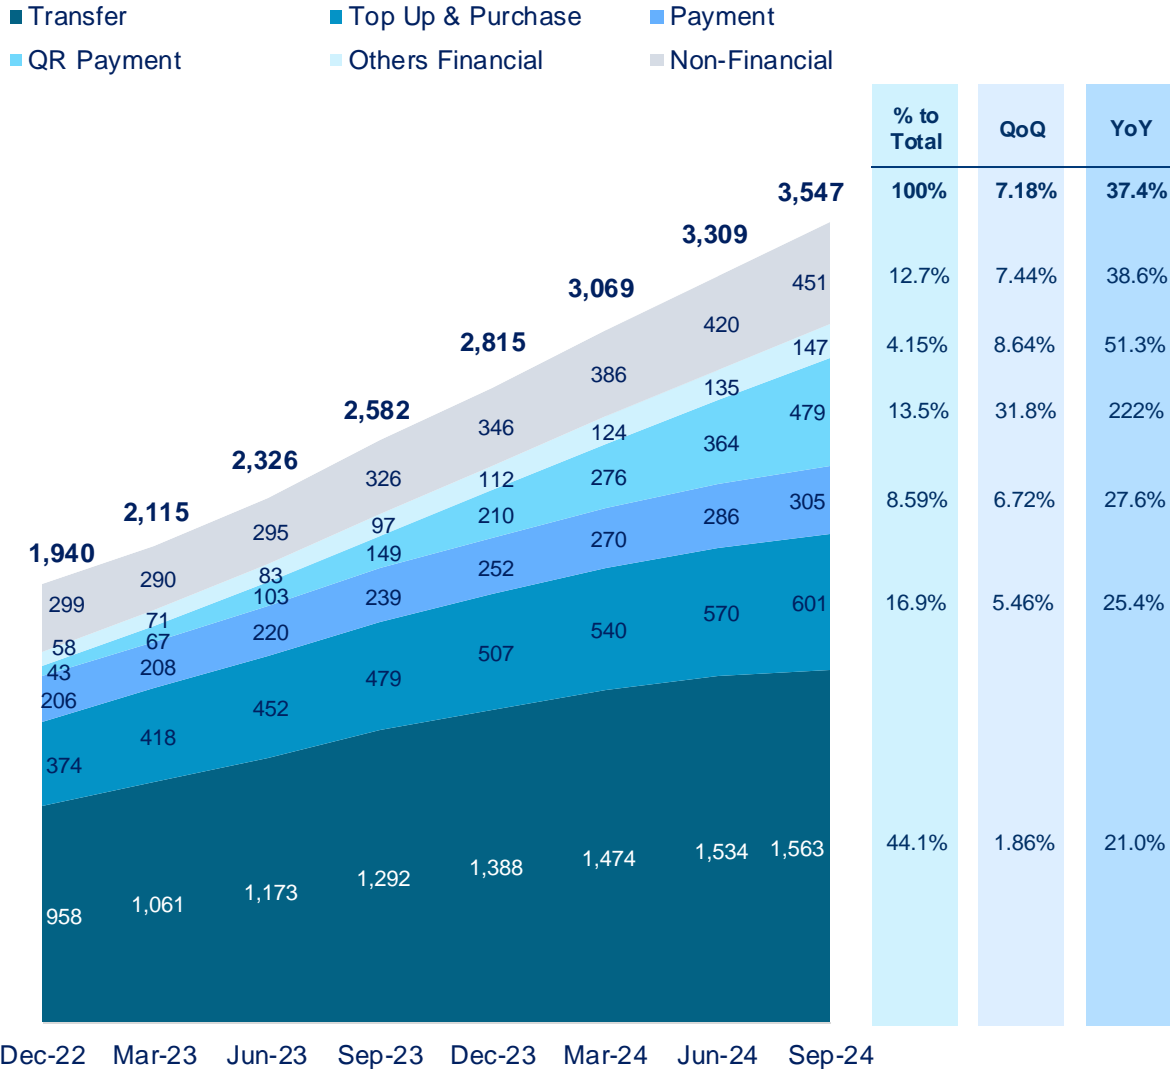 Transfer Top Up & Purchase Payment
QR Payment Others Financial Non-Financial
% to Total QoQ YoY
3,547 100% 7.18% 37.4%
3,309
451 12.7% 7.44% 38.6%
3,069
420
2,815 147 4.15% 8.64% 51.3%
386 135
2,582 479 13.5% 31.8% 222%
346 124 364
2,326 326 112 276
2,115 97 210 286 305 8.59% 6.72% 27.6%
295 149 252 270
1,940 290 83 239
299 71 103 220 570 601 16.9% 5.46% 25.4%
58 67 208 507 540
43 452 479
206 418
374
1,534 1,563 44.1% 1.86% 21.0%
1,388 1,474
1,173 1,292
958 1,061
Dec-22 Mar-23 Jun-23 Sep-23 Dec-23 Mar-24 Jun-24 Sep-24